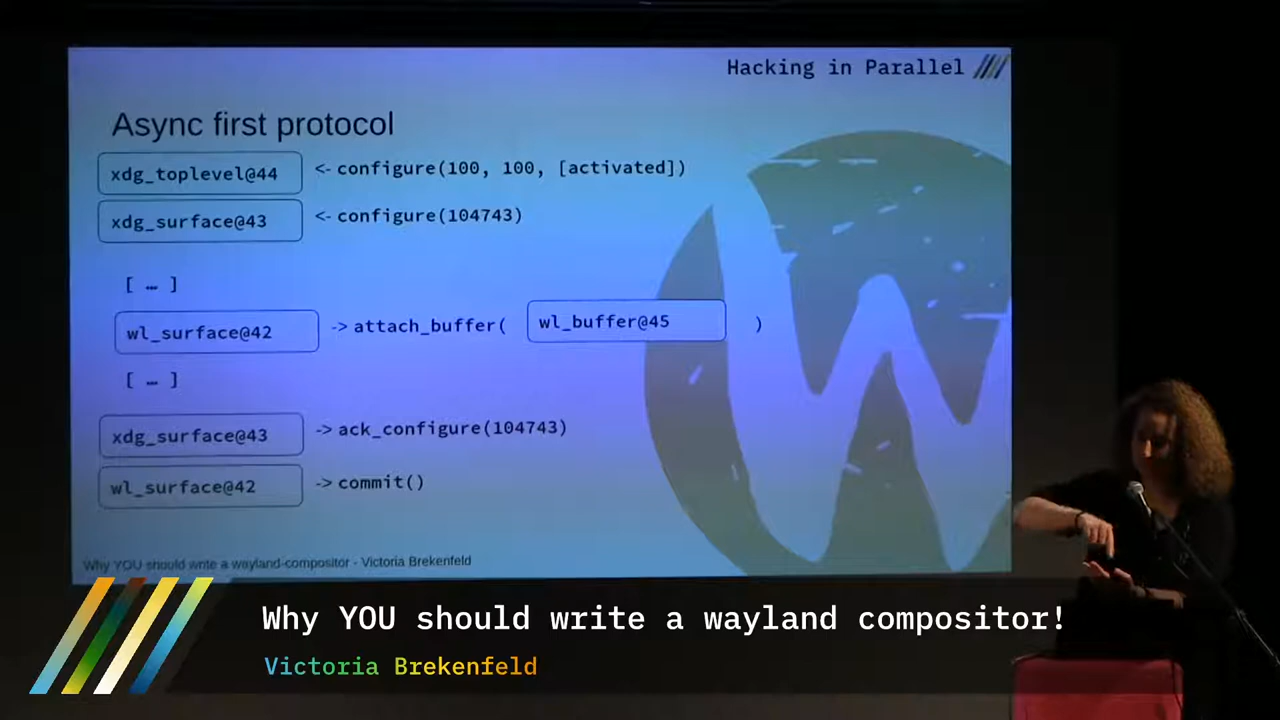 Hacking in Parallel
Async first protocol
xdg_toplevel@44 <- configure(100, 100, [activated])
xdg_surface@43 <- configure(104743)
[ … ]
wl_surface@42 -> attach_buffer( wl_buffer@45 )
[ … ]
xdg_surface@43 -> ack_configure(104743)
wl_surface@42 -> commit()
Why YOU should write a wayland-compositor - Victoria Brekenfeld
Why YOU should write a wayland compositor!
Victoria Brekenfeld